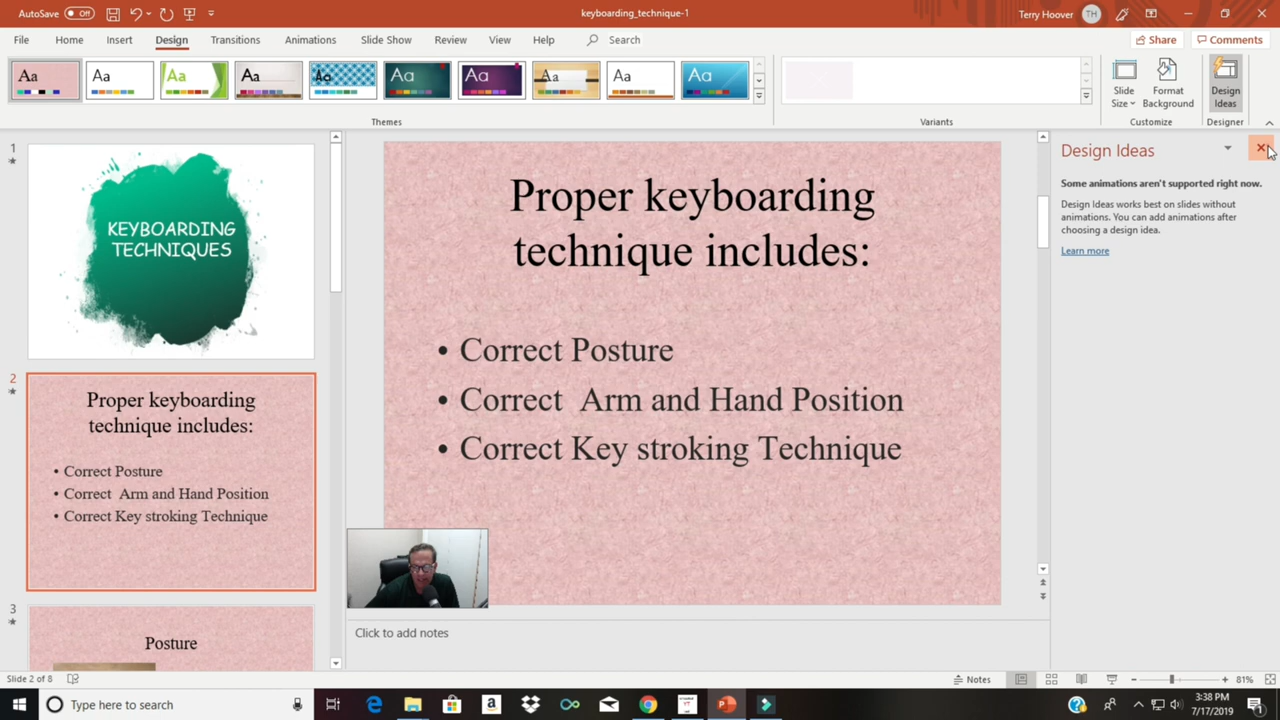 AutoSave Off
keyboarding_technique-1
Terry Hoover TH
File Home Insert Design Transitions Animations Slide Show Review View Help Search
Share Comments
Aa Aa Aa Aa Aa Aa Aa Aa Aa Aa
Slide Size
Format Background
Design Ideas
Themes
Variants
Customize
Designer
1
KEYBOARDING
TECHNIQUES
2
Proper keyboarding
technique includes:
• Correct Posture
• Correct  Arm and Hand Position
• Correct Key stroking Technique
3
Posture
Proper keyboarding
technique includes:
• Correct Posture
• Correct  Arm and Hand Position
• Correct Key stroking Technique
Click to add notes
Design Ideas
Some animations aren't supported right now.
Design Ideas works best on slides without
animations. You can add animations after
choosing a design idea.
Learn more
Slide 2 of 8
Notes
81%
Type here to search
3:38 PM
7/17/2019